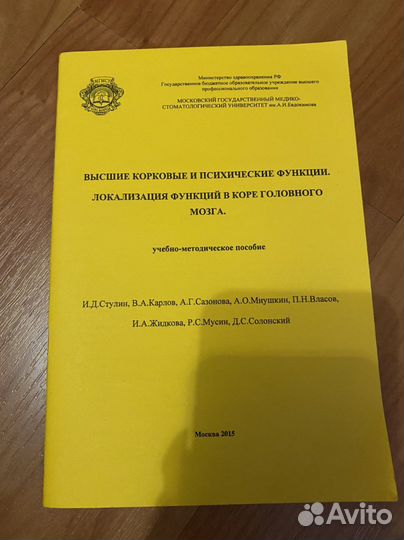 МГМСУ
Министерство здравоохранения РФ
Государственное бюджетное образовательное учреждение высшего
профессионального образования
МОСКОВСКИЙ ГОСУДАРСТВЕННЫЙ МЕДИКО-
СТОМАТОЛОГИЧЕСКИЙ УНИВЕРСИТЕТ им.А.И.Евдокимова
ВЫСШИЕ КОРКОВЫЕ И ПСИХИЧЕСКИЕ ФУНКЦИИ.
ЛОКАЛИЗАЦИЯ ФУНКЦИЙ В КОРЕ ГОЛОВНОГО
МОЗГА.
учебно-методическое пособие
И.Д.Стулин, В.А.Карлов, А.Г.Сазонова, А.О.Мнушкин, П.Н.Власов,
И.А.Жидкова, Р.С.Мусин, Д.С.Солонский
Москва 2015
Avito